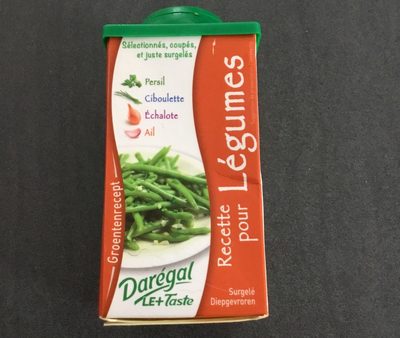 Sélectionnés, coupés,
et juste surgelés
Persil
Ciboulette
Échalote
Ail
Groentenrecept
Recette
pour Légumes
Darégal
LE+Taste
Surgelé
Diepgevroren